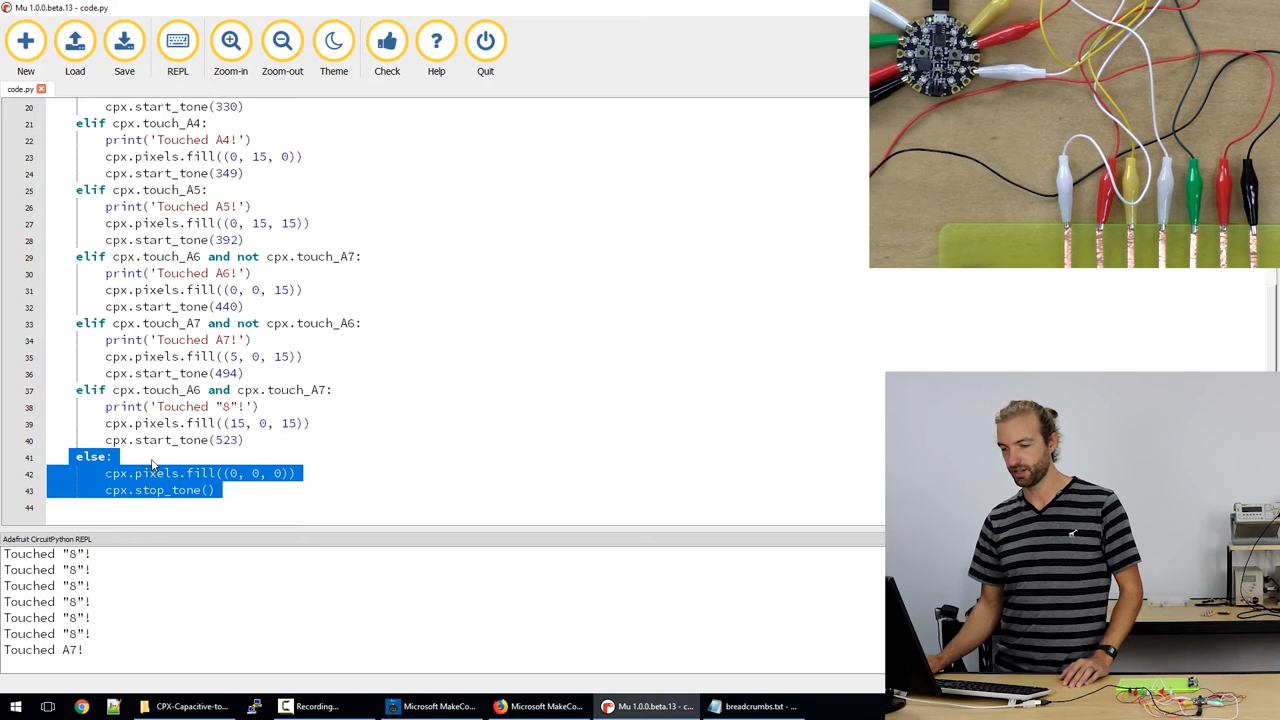 Mu 1.0.0.beta.13 - code.py
New Load Save REPL Zoom-in Zoom-out Theme Check Help Quit
code.py
20 cpx.start_tone(330)
21 elif cpx.touch_A4:
22 print('Touched A4!')
23 cpx.pixels.fill((0, 15, 0))
24 cpx.start_tone(349)
25 elif cpx.touch_A5:
26 print('Touched A5!')
27 cpx.pixels.fill((0, 15, 15))
28 cpx.start_tone(392)
29 elif cpx.touch_A6 and not cpx.touch_A7:
30 print('Touched A6!')
31 cpx.pixels.fill((0, 0, 15))
32 cpx.start_tone(440)
33 elif cpx.touch_A7 and not cpx.touch_A6:
34 print('Touched A7!')
35 cpx.pixels.fill((5, 0, 15))
36 cpx.start_tone(494)
37 elif cpx.touch_A6 and cpx.touch_A7:
38 print('Touched "8"!')
39 cpx.pixels.fill((15, 0, 15))
40 cpx.start_tone(523)
41 else:
42 cpx.pixels.fill((0, 0, 0))
43 cpx.stop_tone()
44
Adafruit CircuitPython REPL
Touched "8"!
Touched "8"!
Touched "8"!
Touched "8"!
Touched "8"!
Touched "8"!
Touched A7!
CPX-Capacitive-to... Recording... Microsoft MakeCo... Microsoft MakeCo... Mu 1.0.0.beta.13 - c... breadcrumbs.txt - ...